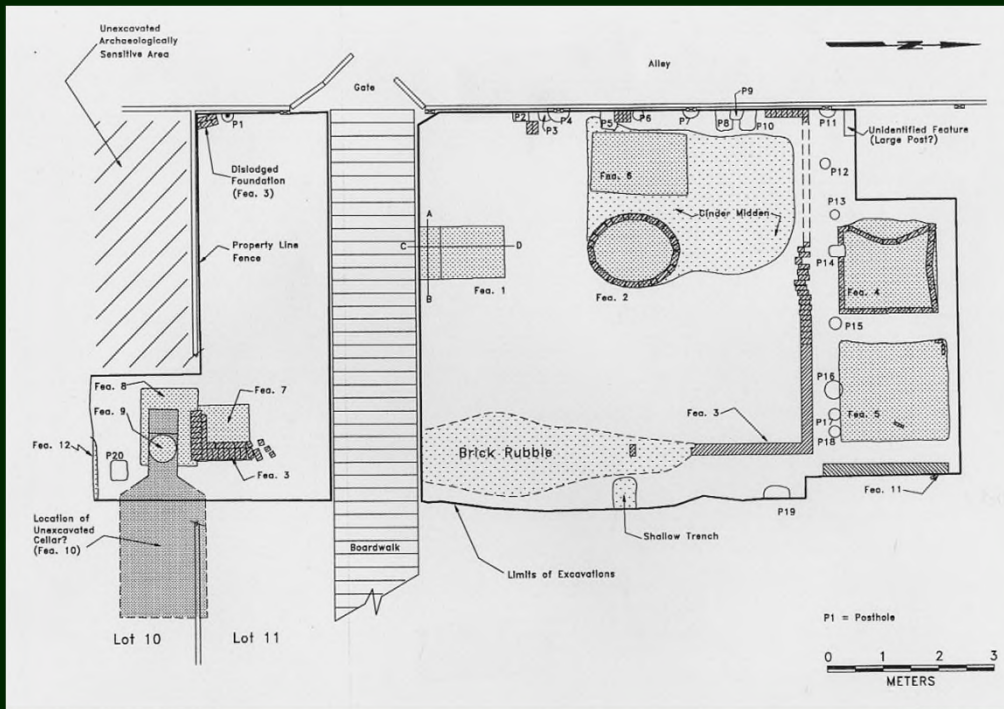 Unexcavated
Archaeologically
Sensitive Area
N
Alley
Gate
P9
P1
P2
P3
P4
P5
P6
P7
P8
P10
P11
Unidentified Feature
(Large Post?)
Dislodged
Foundation
(Fea. 3)
P12
Fea. 6
P13
Cinder Midden
A
C
D
B
P14
Property Line
Fence
Fea. 1
Fea. 2
Fea. 4
P15
Fea. 8
Fea. 7
P16
Fea. 9
Fea. 3
P17
Fea. 5
P18
Fea. 12
P20
Fea. 3
Brick Rubble
Fea. 11
P19
Location of
Unexcavated
Cellar?
(Fea. 10)
Shallow Trench
Boardwalk
Limits of Excavations
P1 = Posthole
Lot 10
Lot 11
0
1
2
3
METERS